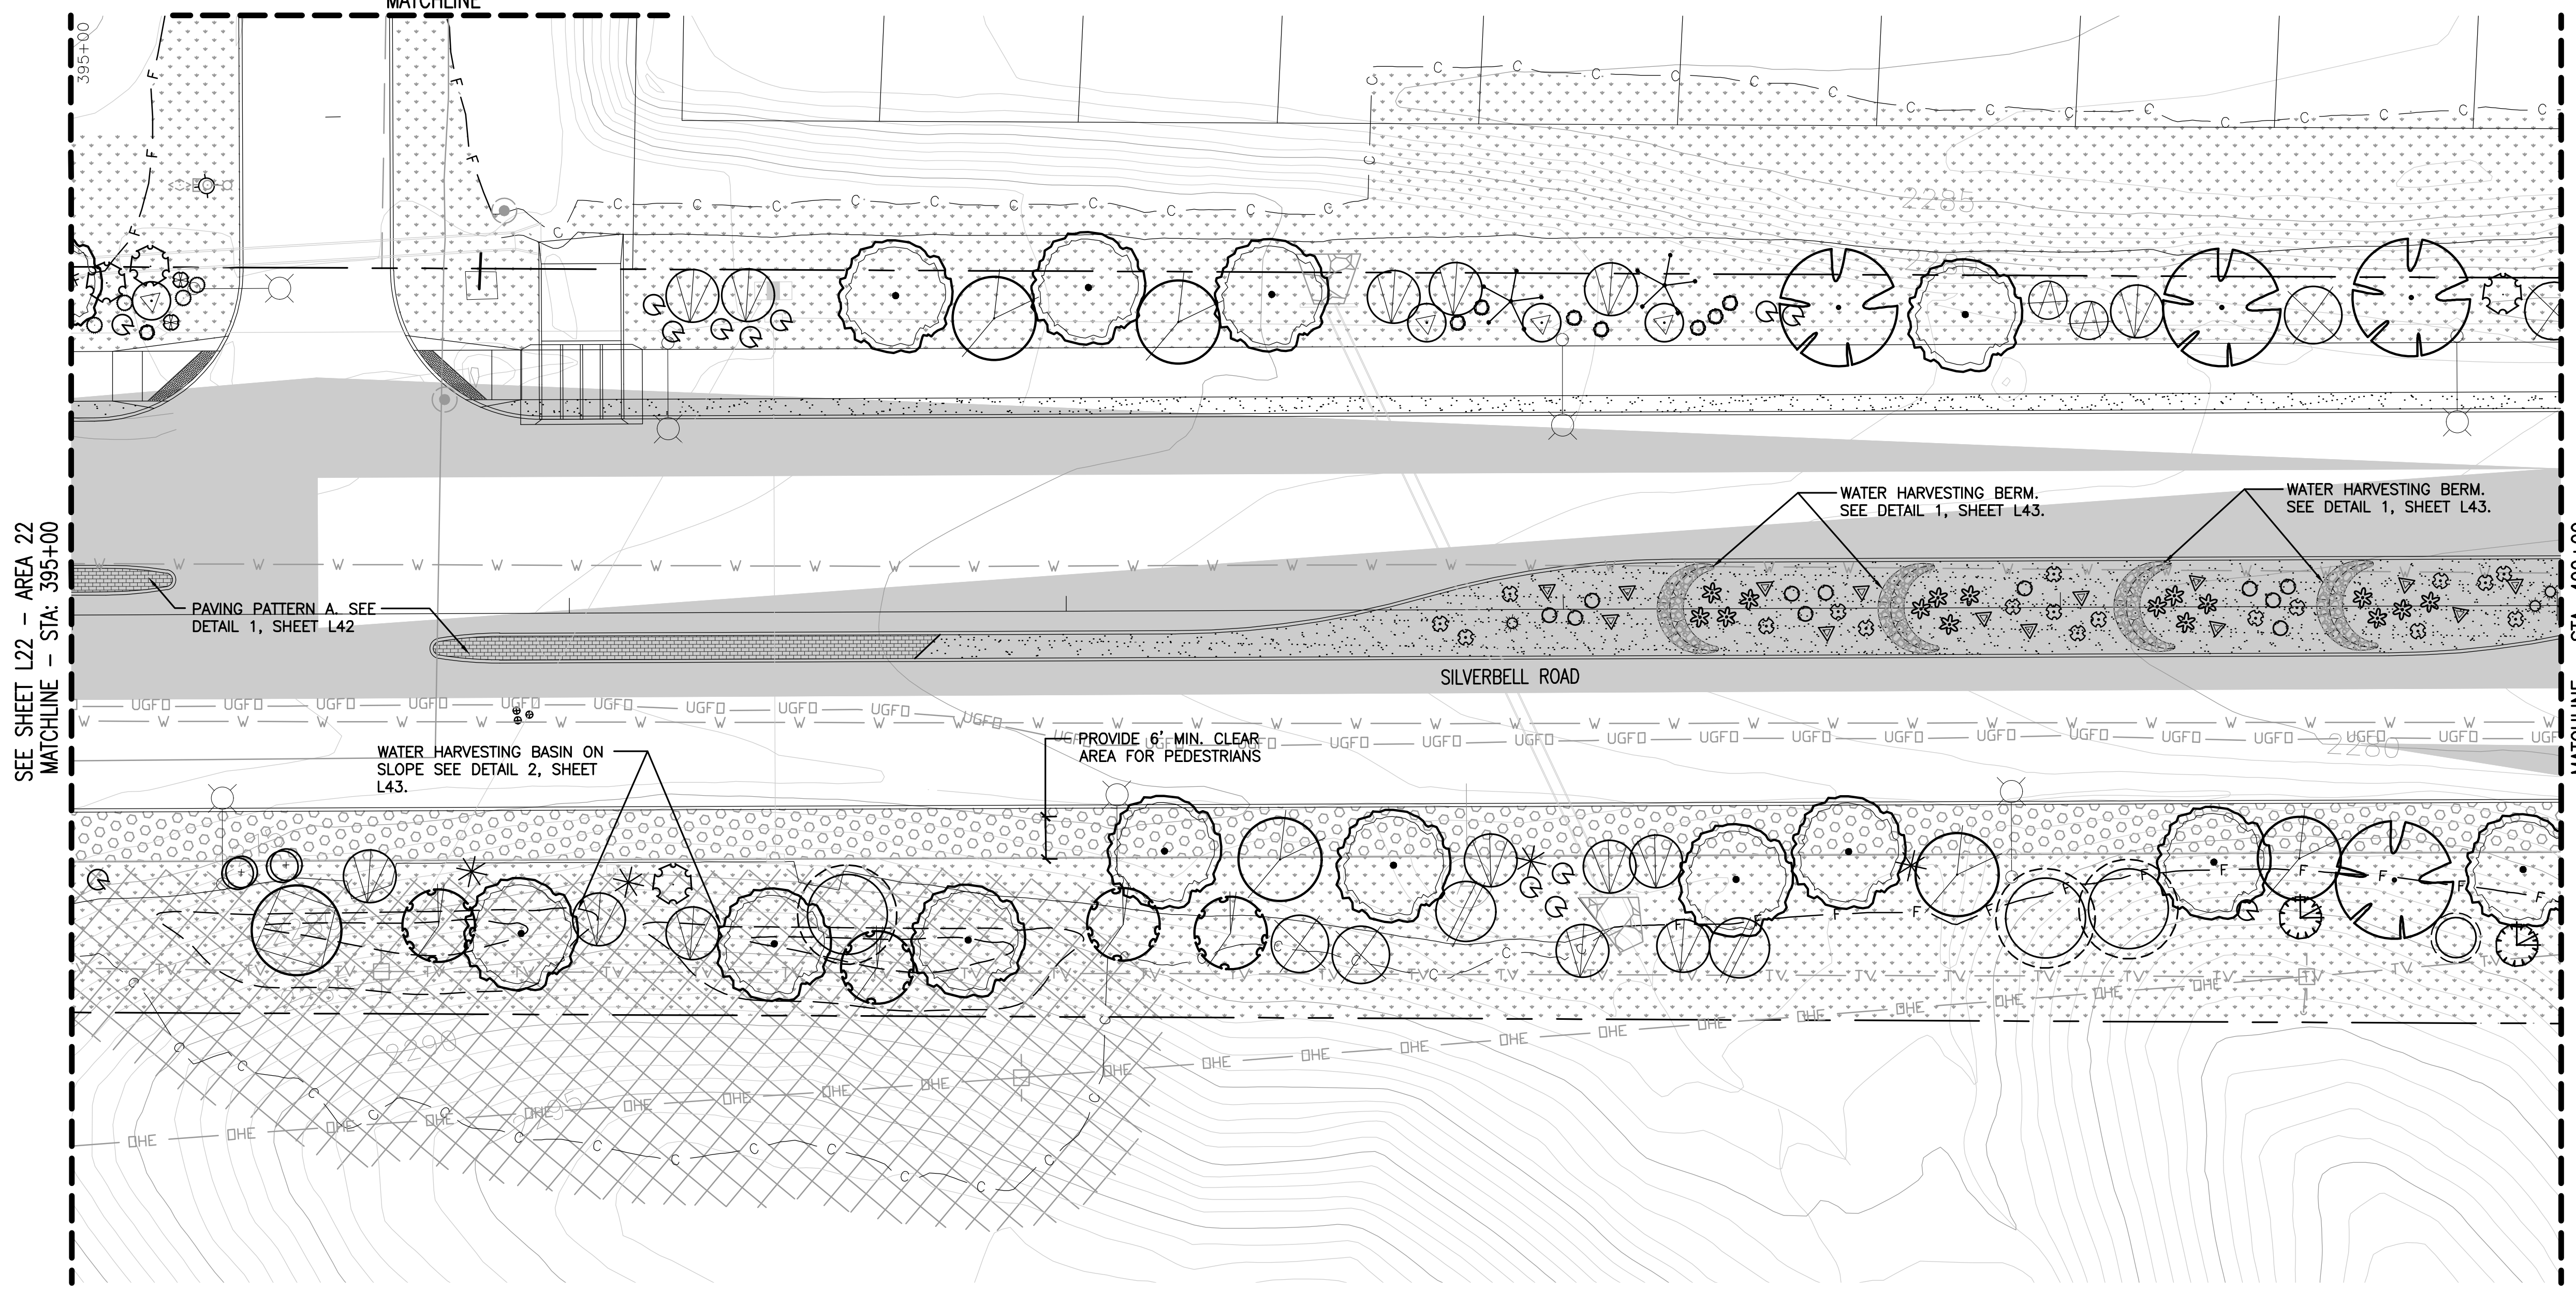 MATCHLINE
395+00
2285
WATER HARVESTING BERM.
SEE DETAIL 1, SHEET L43.
WATER HARVESTING BERM.
SEE DETAIL 1, SHEET L43.
SEE SHEET L22 - AREA 22
MATCHLINE - STA: 395+00
PAVING PATTERN A. SEE
DETAIL 1, SHEET L42
SILVERBELL ROAD
WATER HARVESTING BASIN ON
SLOPE SEE DETAIL 2, SHEET
L43.
PROVIDE 6' MIN. CLEAR
AREA FOR PEDESTRIANS
2280
2290
2295